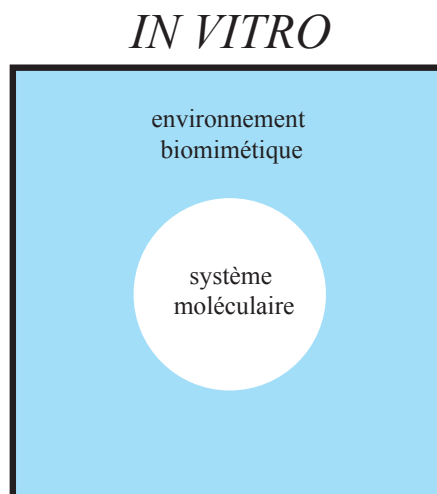 IN VITRO
environnement
biomimétique
système
moléculaire